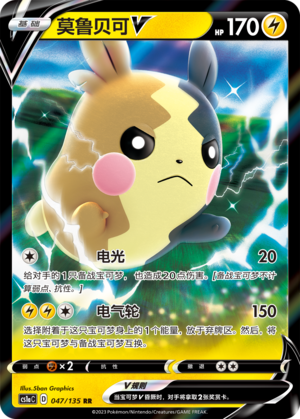 基础
莫鲁贝可V
HP 170
电光 20
给对手的1只备战宝可梦,也造成20点伤害。[备战宝可梦不计
算弱点、抗性。]
电气轮 150
选择附着于这只宝可梦身上的1个能量,放于弃牌区。然后,将
这只宝可梦与备战宝可梦互换。
弱点 ×2 抗性 撤退
Illus. 5ban Graphics
V规则
当宝可梦V昏厥时,对手将拿取2张奖赏卡。
CS1aC D 047/135 RR
©2023 Pokémon/Nintendo/Creatures/GAME FREAK.